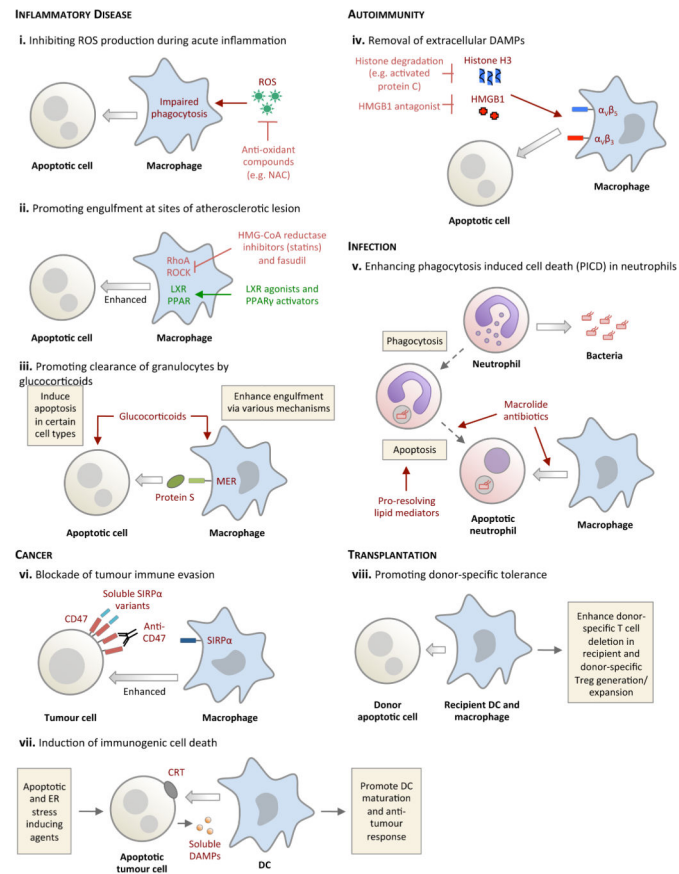 INFLAMMATORY DISEASE
i. Inhibiting ROS production during acute inflammation
ROS
Impaired
phagocytosis
Anti-oxidant
compounds
(e.g. NAC)
Apoptotic cell
Macrophage
ii. Promoting engulfment at sites of atherosclerotic lesion
HMG-CoA reductase
inhibitors (statins)
and fasudil
RhoA
ROCK
LXR
PPAR
LXR agonists and
PPARγ activators
Enhanced
Apoptotic cell
Macrophage
iii. Promoting clearance of granulocytes by
glucocorticoids
Induce
apoptosis
in certain
cell types
Glucocorticoids
Enhance engulfment
via various mechanisms
MER
Protein S
Apoptotic cell
Macrophage
CANCER
vi. Blockade of tumour immune evasion
Soluble SIRPα
variants
CD47
Anti-
CD47
SIRPα
Enhanced
Tumour cell
Macrophage
vii. Induction of immunogenic cell death
Apoptotic
and ER
stress
inducing
agents
CRT
Soluble
DAMPs
Apoptotic
tumour cell
DC
Promote DC
maturation
and anti-
tumour
response
AUTOIMMUNITY
iv. Removal of extracellular DAMPs
Histone degradation
(e.g. activated
protein C)
Histone H3
HMGB1 antagonist
HMGB1
αvβ5
αvβ3
Macrophage
Apoptotic cell
INFECTION
v. Enhancing phagocytosis induced cell death (PICD) in neutrophils
Phagocytosis
Neutrophil
Bacteria
Macrolide
antibiotics
Apoptosis
Pro-resolving
lipid mediators
Apoptotic
neutrophil
Macrophage
TRANSPLANTATION
viii. Promoting donor-specific tolerance
Enhance donor-
specific T cell
deletion in
recipient and
donor-specific
Treg generation/
expansion
Donor
apoptotic cell
Recipient DC and
macrophage